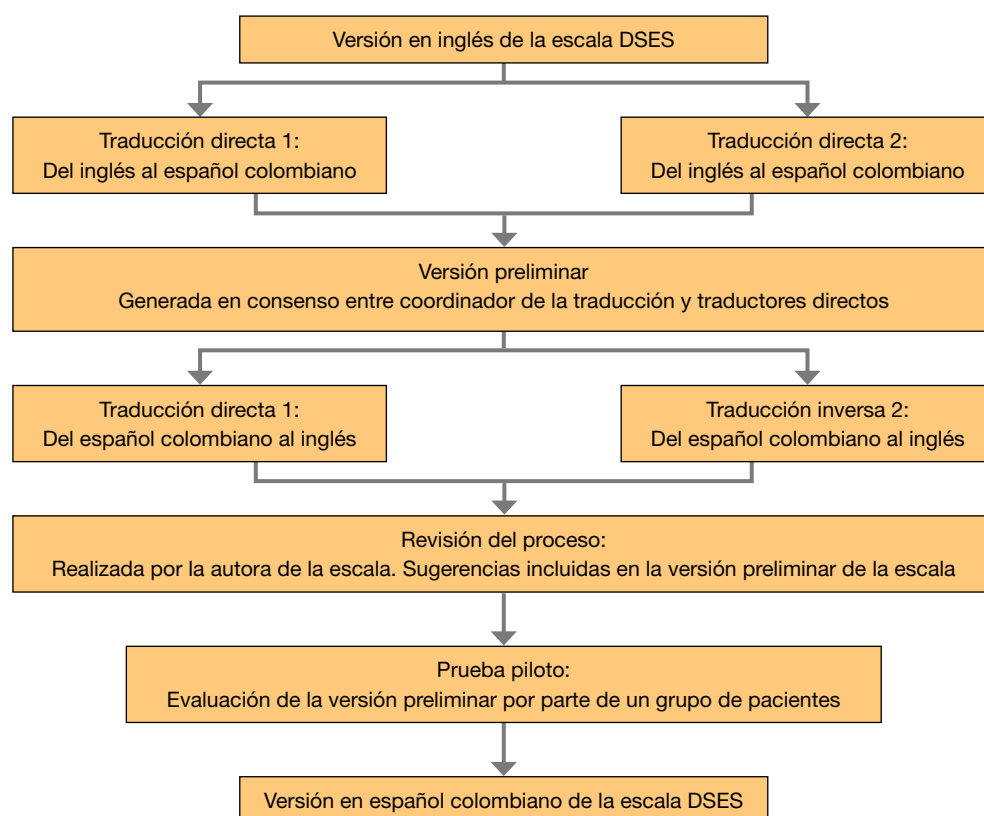 Versión en inglés de la escala DSES
Traducción directa 1:
Del inglés al español colombiano
Traducción directa 2:
Del inglés al español colombiano
Versión preliminar
Generada en consenso entre coordinador de la traducción y traductores directos
Traducción directa 1:
Del español colombiano al inglés
Traducción inversa 2:
Del español colombiano al inglés
Revisión del proceso:
Realizada por la autora de la escala. Sugerencias incluidas en la versión preliminar de la escala
Prueba piloto:
Evaluación de la versión preliminar por parte de un grupo de pacientes
Versión en español colombiano de la escala DSES